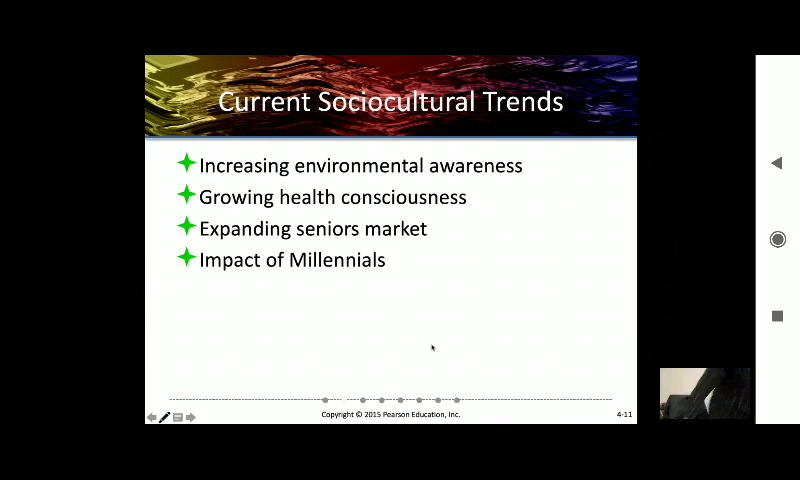 Current Sociocultural Trends
Increasing environmental awareness
Growing health consciousness
Expanding seniors market
Impact of Millennials
Copyright © 2015 Pearson Education, Inc.
4-11